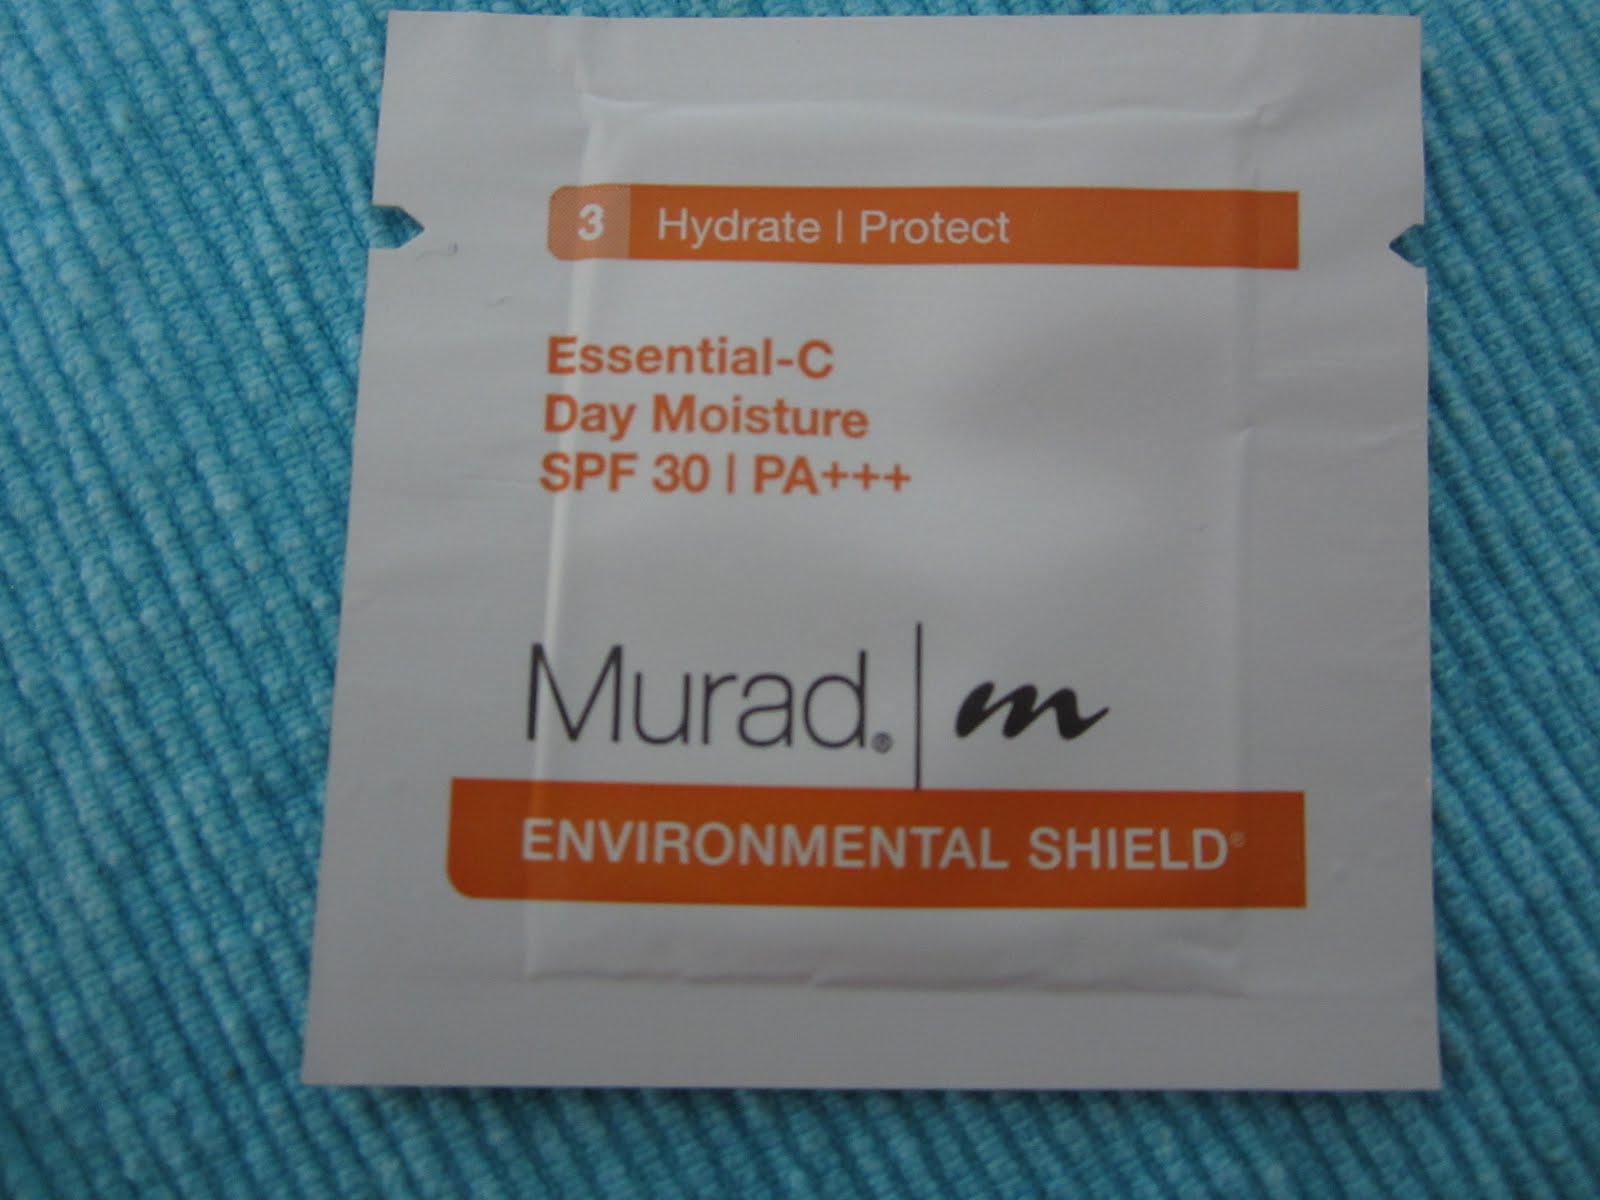 3 Hydrate | Protect
Essential-C
Day Moisture
SPF 30 | PA+++
Murad® | m
ENVIRONMENTAL SHIELD®